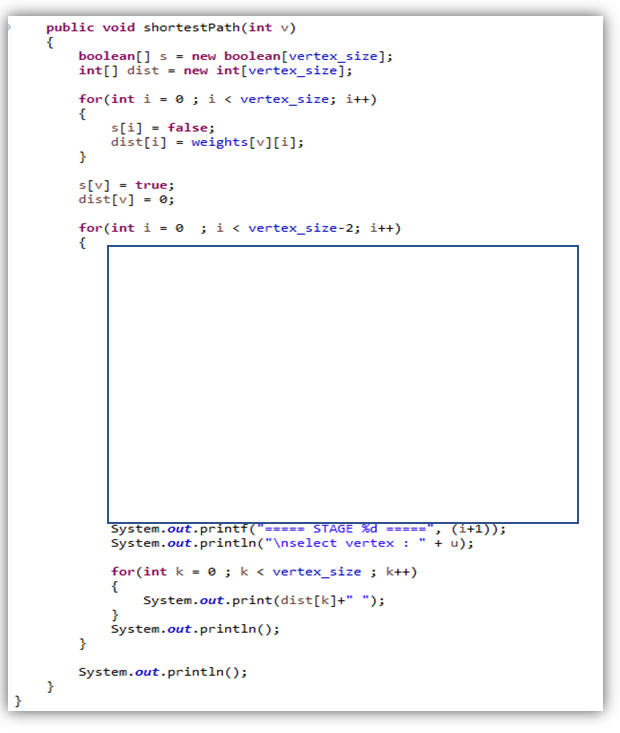 public void shortestPath(int v)
{
boolean[] s = new boolean[vertex_size];
int[] dist = new int[vertex_size];
for(int i = 0 ; i < vertex_size; i++)
{
s[i] = false;
dist[i] = weights[v][i];
}
s[v] = true;
dist[v] = 0;
for(int i = 0  ; i < vertex_size-2; i++)
{
System.out.printf("===== STAGE %d =====", (i+1));
System.out.println("\nselect vertex : " + u);
for(int k = 0 ; k < vertex_size ; k++)
{
System.out.print(dist[k]+" ");
}
System.out.println();
}
System.out.println();
}
}